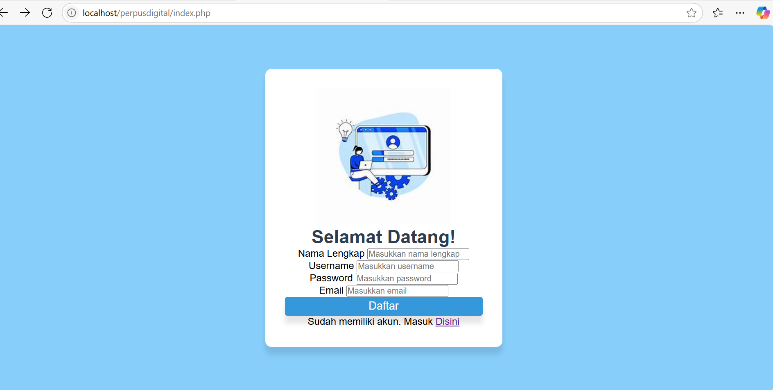 localhost/perpusdigital/index.php
Selamat Datang!
Nama Lengkap Masukkan nama lengkap
Username Masukkan username
Password Masukkan password
Email Masukkan email
Daftar
Sudah memiliki akun. Masuk Disini